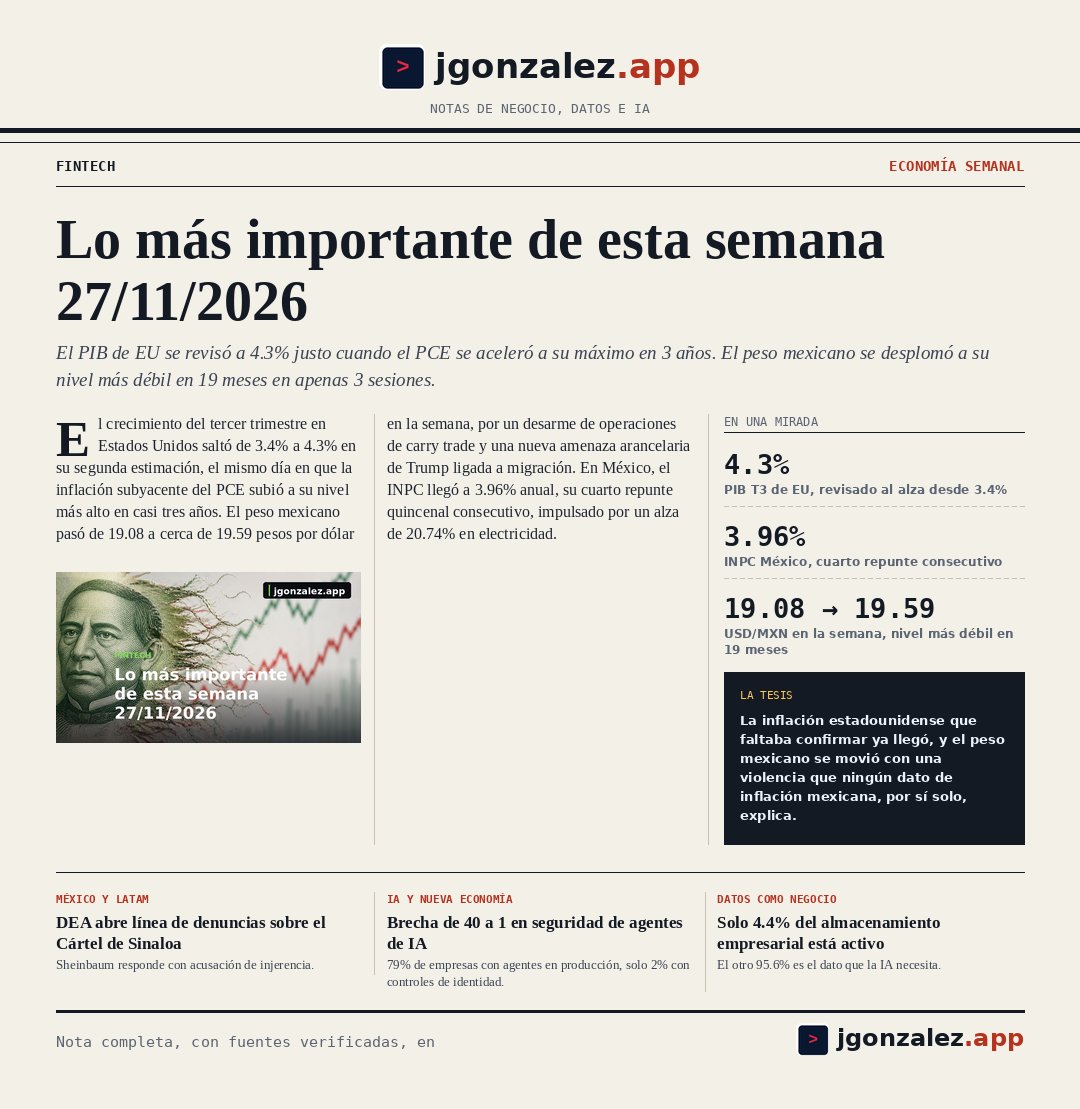 > jgonzalez.app
NOTAS DE NEGOCIO, DATOS E IA
FINTECH
ECONOMÍA SEMANAL
Lo más importante de esta semana
27/11/2026
El PIB de EU se revisó a 4.3% justo cuando el PCE se aceleró a su máximo en 3 años. El peso mexicano se desplomó a su
nivel más débil en 19 meses en apenas 3 sesiones.
El crecimiento del tercer trimestre en
Estados Unidos saltó de 3.4% a 4.3% en
su segunda estimación, el mismo día en que la
inflación subyacente del PCE subió a su nivel
más alto en casi tres años. El peso mexicano
pasó de 19.08 a cerca de 19.59 pesos por dólar
en la semana, por un desarme de operaciones
de carry trade y una nueva amenaza arancelaria
de Trump ligada a migración. En México, el
INPC llegó a 3.96% anual, su cuarto repunte
quincenal consecutivo, impulsado por un alza
de 20.74% en electricidad.
jgonzalez.app
FINTECH
Lo más importante
de esta semana
27/11/2026
EN UNA MIRADA
4.3%
PIB T3 de EU, revisado al alza desde 3.4%
3.96%
INPC México, cuarto repunte consecutivo
19.08 → 19.59
USD/MXN en la semana, nivel más débil en
19 meses
LA TESIS
La inflación estadounidense que
faltaba confirmar ya llegó, y el peso
mexicano se movió con una
violencia que ningún dato de
inflación mexicana, por sí solo,
explica.
MÉXICO Y LATAM
DEA abre línea de denuncias sobre el
Cártel de Sinaloa
Sheinbaum responde con acusación de injerencia.
IA Y NUEVA ECONOMÍA
Brecha de 40 a 1 en seguridad de agentes
de IA
79% de empresas con agentes en producción, solo 2% con
controles de identidad.
DATOS COMO NEGOCIO
Solo 4.4% del almacenamiento
empresarial está activo
El otro 95.6% es el dato que la IA necesita.
Nota completa, con fuentes verificadas, en
> jgonzalez.app